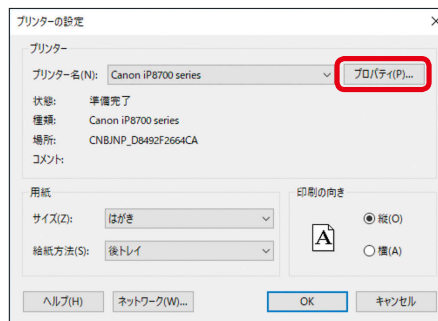 プリンターの設定
プリンター
プリンター名(N): Canon iP8700 series プロパティ(P)...
状態: 準備完了
種類: Canon iP8700 series
場所: CNBJNP_D8492F2664CA
コメント:
用紙
サイズ(Z): はがき
給紙方法(S): 後トレイ
印刷の向き
A
縦(O)
横(A)
ヘルプ(H) ネットワーク(W)... OK キャンセル